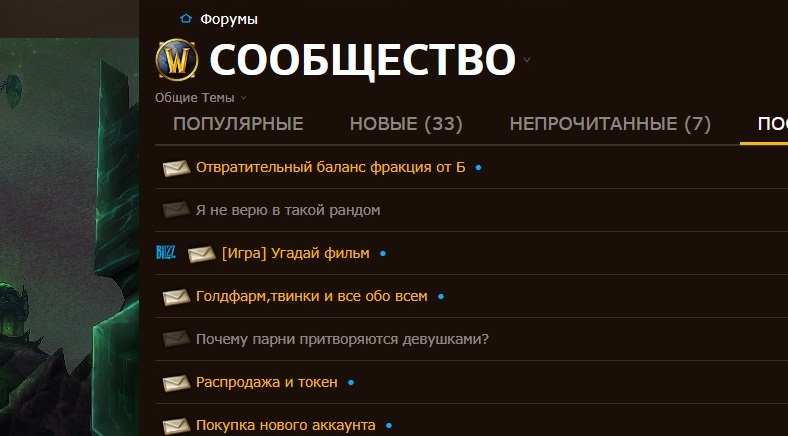 Форумы
W СООБЩЕСТВО
Общие Темы
ПОПУЛЯРНЫЕ НОВЫЕ (33) НЕПРОЧИТАННЫЕ (7)
Отвратительный баланс фракция от Б
Я не верю в такой рандом
BLIZZ [Игра] Угадай фильм
Голдфарм,твинки и все обо всем
Почему парни притворяются девушками?
Распродажа и токен
Покупка нового аккаунта